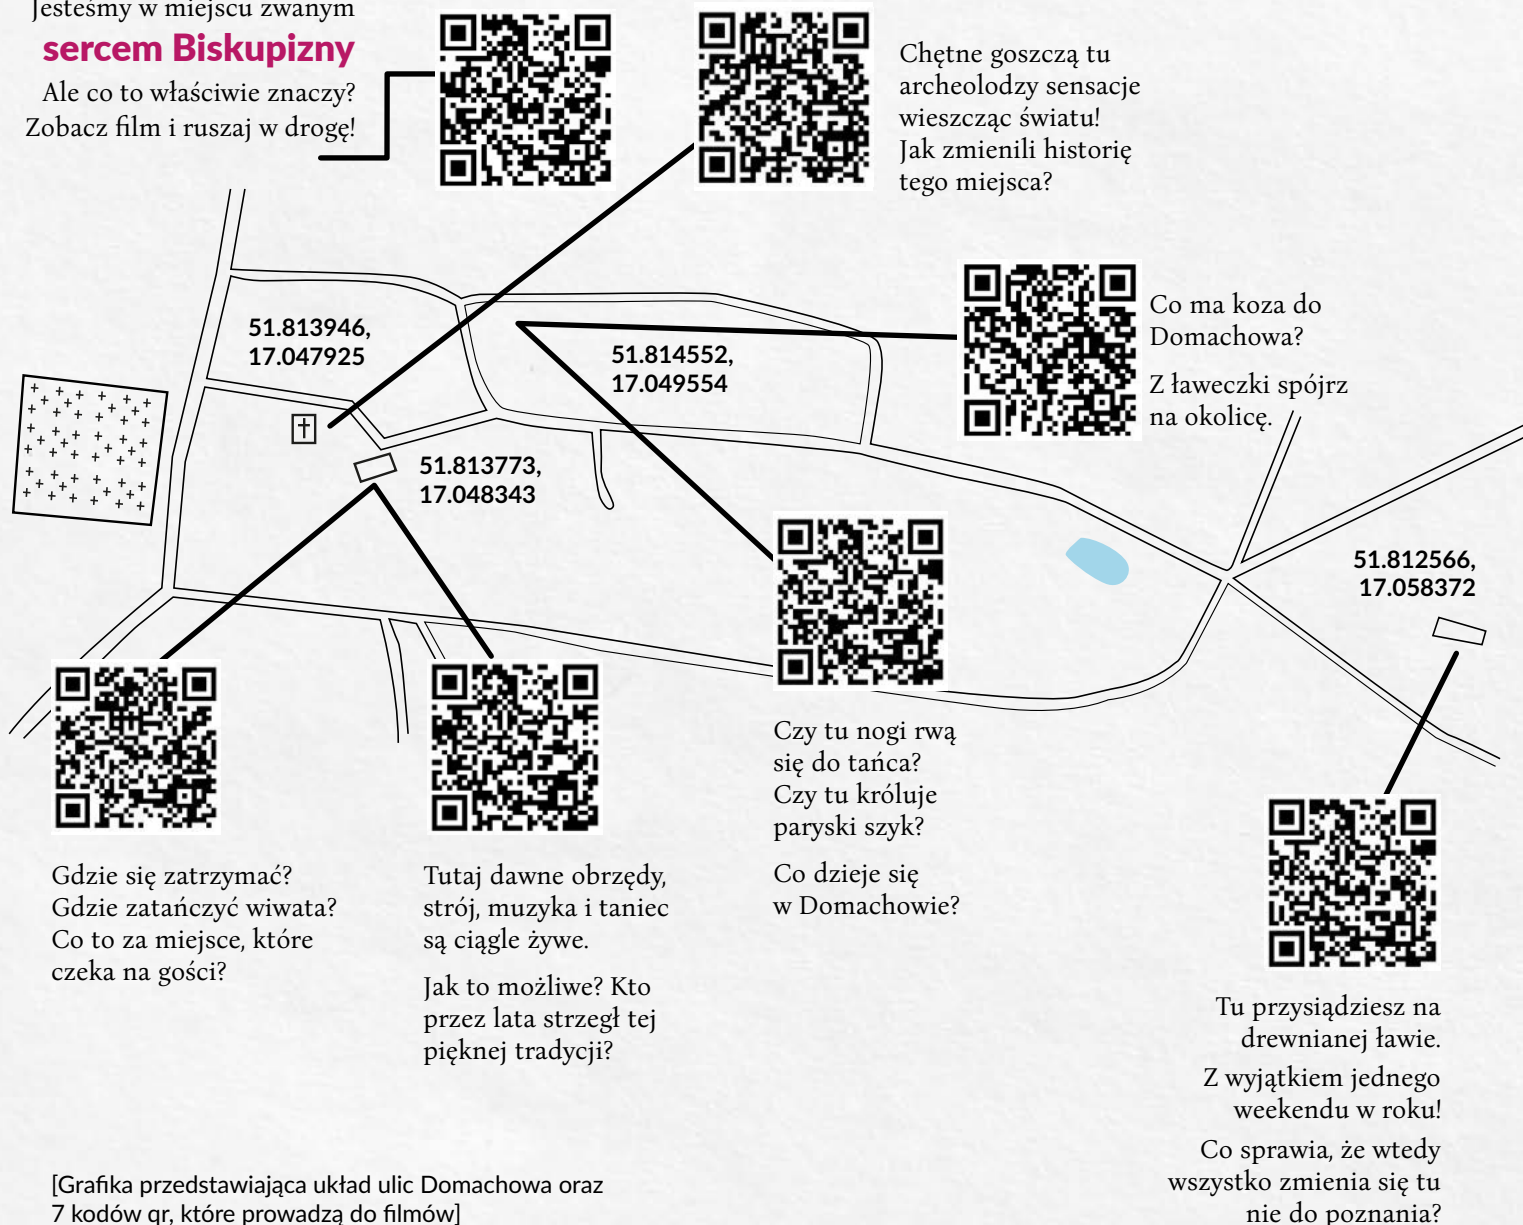 Jesteśmy w miejscu zwanym
sercem Biskupizny
Ale co to właściwie znaczy?
Zobacz film i ruszaj w drogę!
Chętne goszczą tu
archeolodzy sensacje
wieszcząc światu!
Jak zmienili historię
tego miejsca?
Co ma koza do
Domachowa?
Z ławeczki spójrz
na okolicę.
51.813946,
17.047925
51.814552,
17.049554
51.813773,
17.048343
51.812566,
17.058372
Gdzie się zatrzymać?
Gdzie zatańczyć wiwata?
Co to za miejsce, które
czeka na gości?
Tutaj dawne obrzędy,
strój, muzyka i taniec
są ciągle żywe.
Jak to możliwe? Kto
przez lata strzegł tej
pięknej tradycji?
Czy tu nogi rwą
się do tańca?
Czy tu króluje
paryski szyk?
Co dzieje się
w Domachowie?
Tu przysiądziesz na
drewnianej ławie.
Z wyjątkiem jednego
weekendu w roku!
Co sprawia, że wtedy
wszystko zmienia się tu
nie do poznania?
[Grafika przedstawiająca układ ulic Domachowa oraz
7 kodów qr, które prowadzą do filmów]